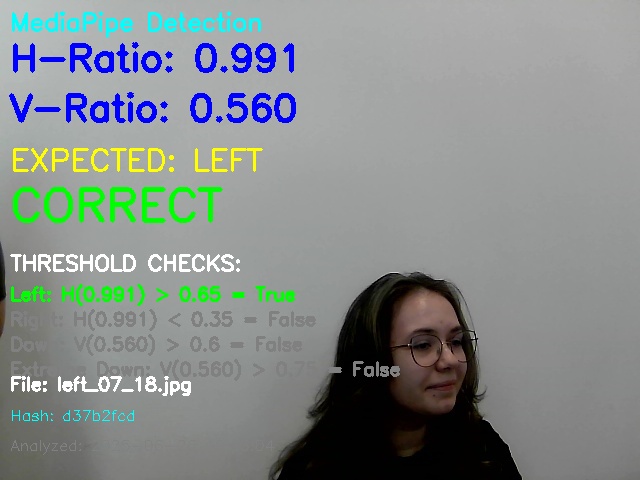 MediaPipe Detection
H-Ratio: 0.991
V-Ratio: 0.560
EXPECTED: LEFT
CORRECT
THRESHOLD CHECKS:
Left: H(0.991) > 0.65 = True
Right: H(0.991) < 0.35 = False
Down: V(0.560) > 0.6 = False
Extreme Down: V(0.560) > 0.75 = False
File: left_07_18.jpg
Hash: d37b2fcd
Analyzed: